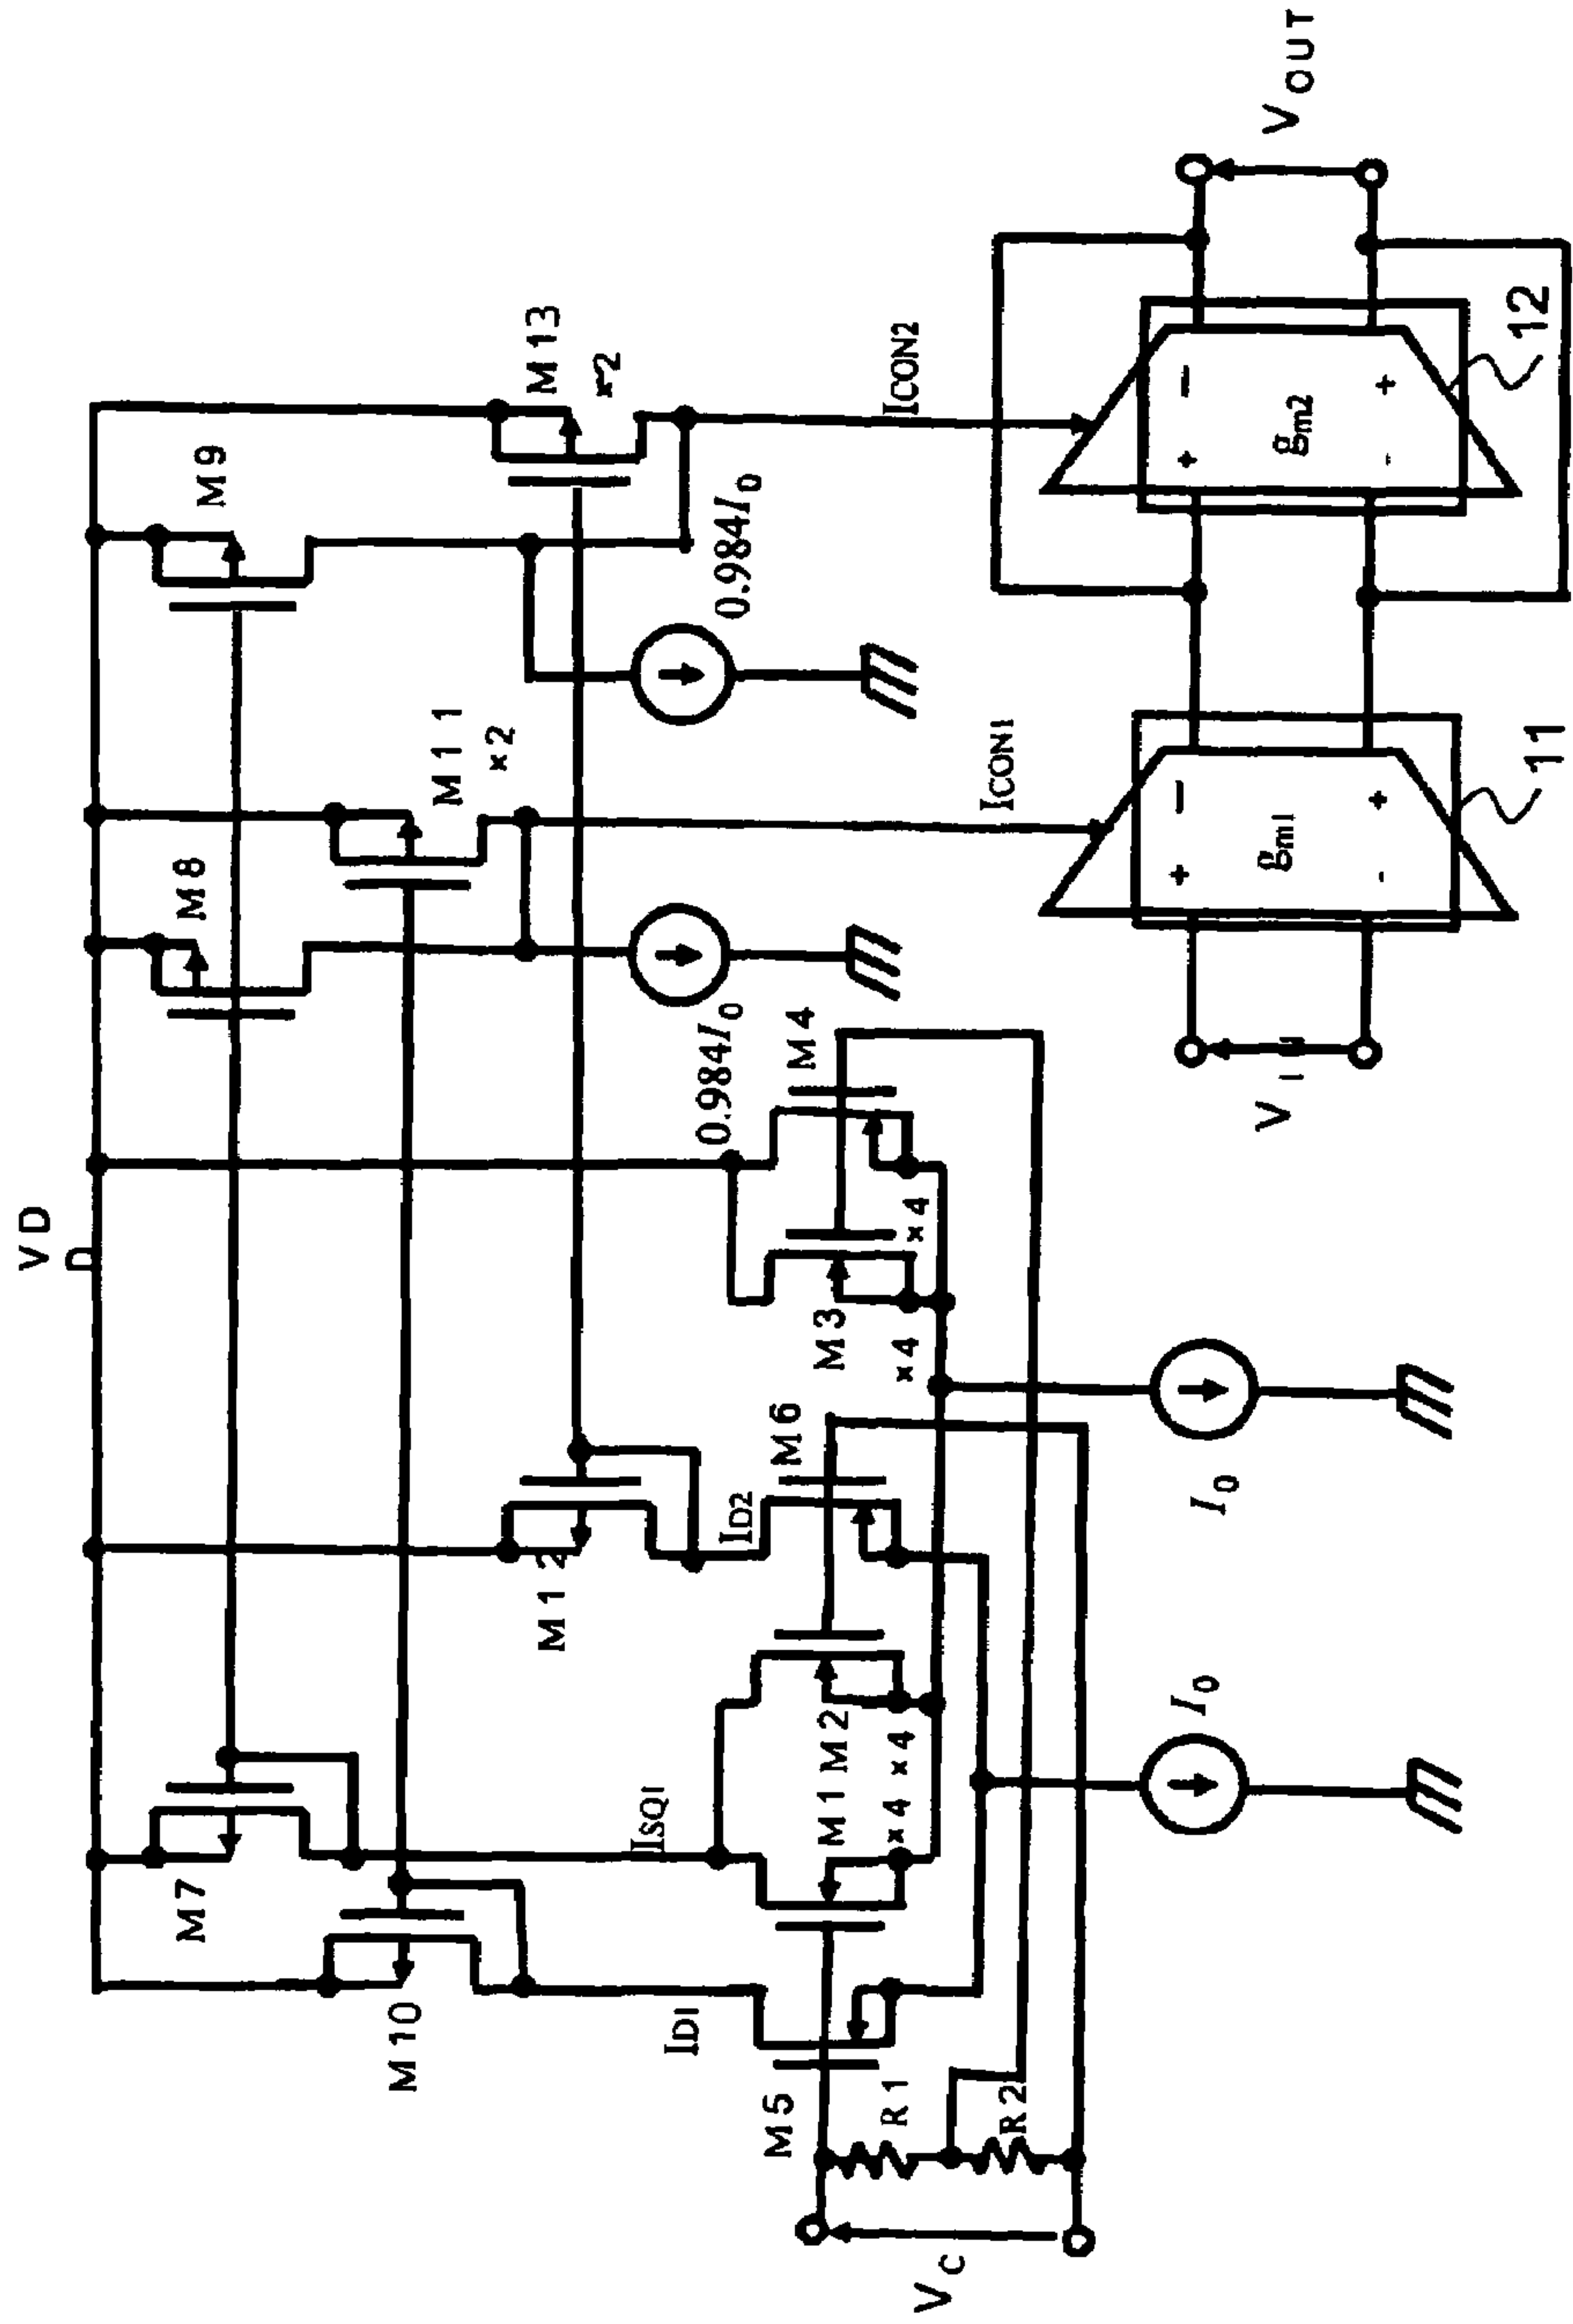 VD
D
M7
M10
M8
M9
M11
×2
M13
×2
M12
ISQ1
ID1
ID2
M5
M1
×4
M2
×4
M6
M3
×4
M4
×4
0.984I0
0.984I0
R1
R2
VC
I0
I0
ICON1
ICON2
VI
+
−
gm1
-
+
11
+
−
gm2
-
+
12
VOUT